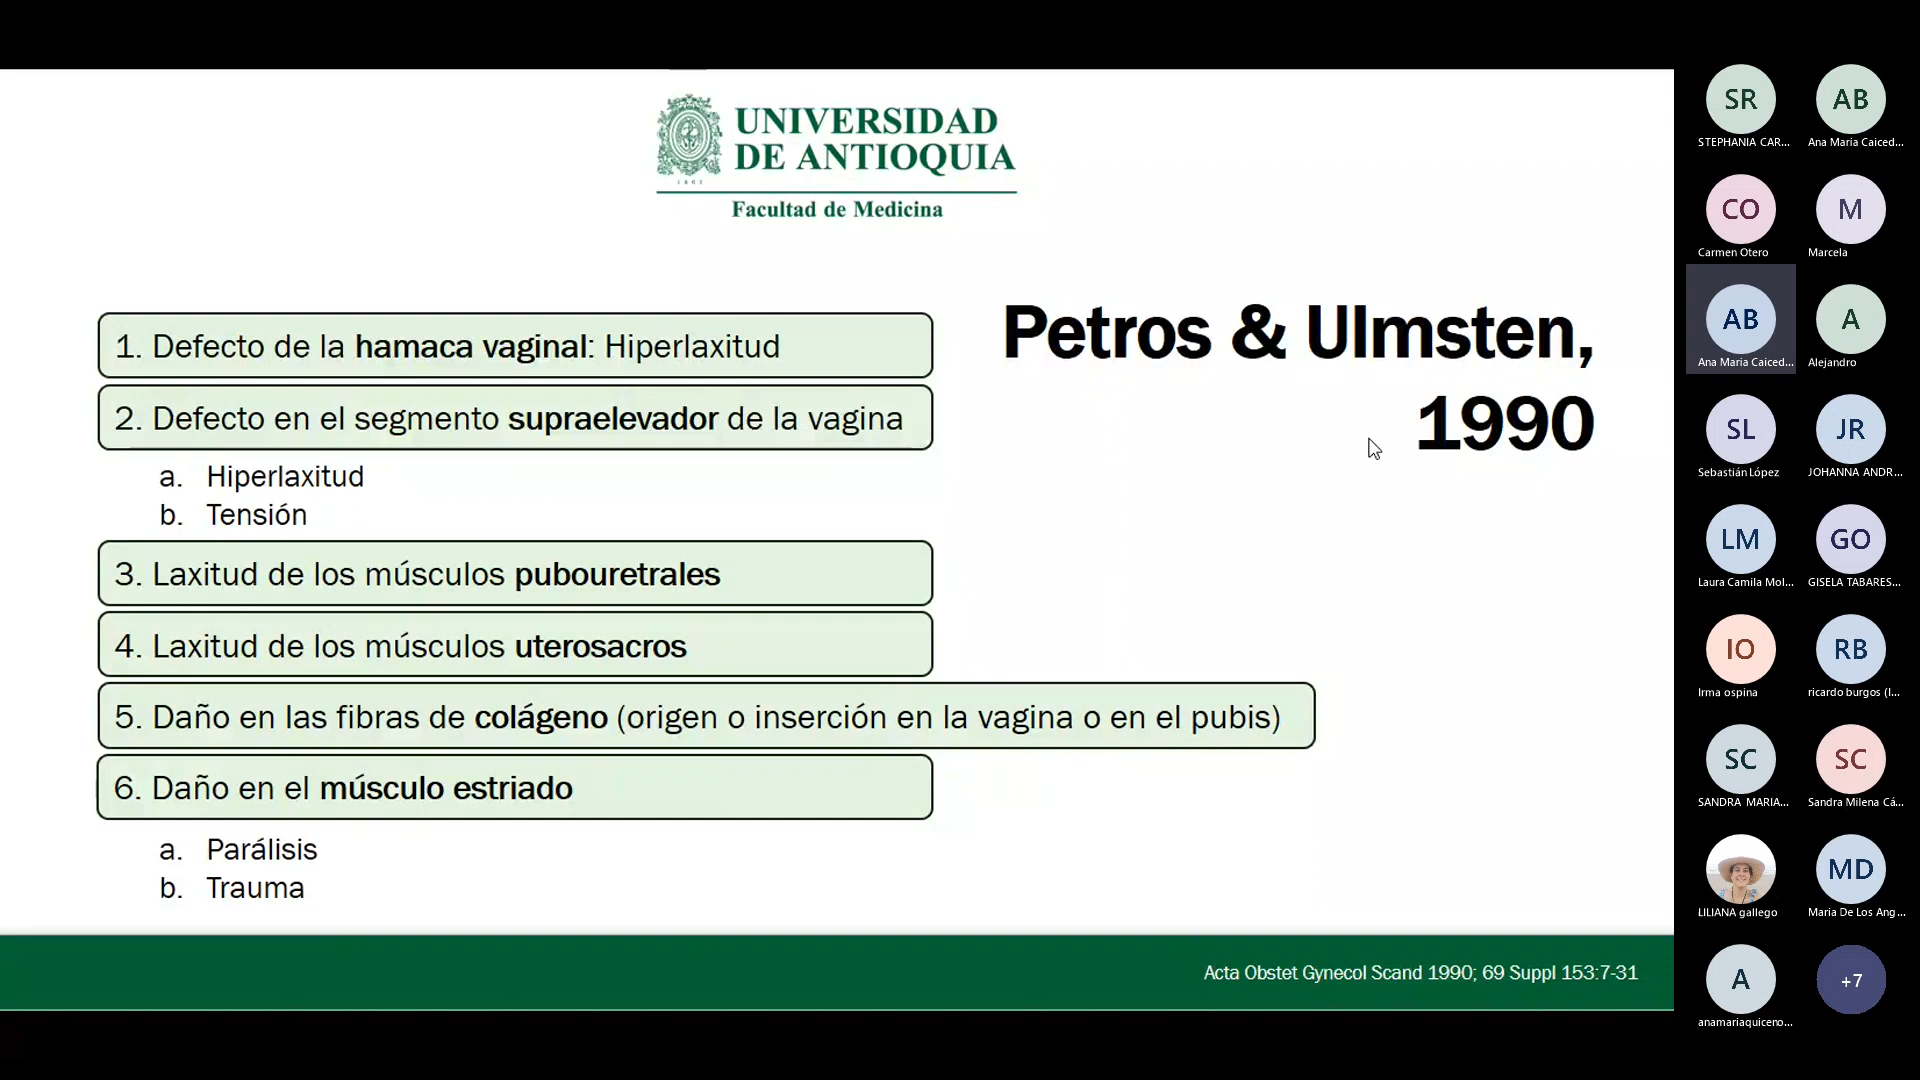 UNIVERSIDAD
DE ANTIOQUIA
1803
Facultad de Medicina
Petros & Ulmsten,
1990
1. Defecto de la hamaca vaginal: Hiperlaxitud
2. Defecto en el segmento supraelevador de la vagina
a. Hiperlaxitud
b. Tensión
3. Laxitud de los músculos pubouretrales
4. Laxitud de los músculos uterosacros
5. Daño en las fibras de colágeno (origen o inserción en la vagina o en el pubis)
6. Daño en el músculo estriado
a. Parálisis
b. Trauma
Acta Obstet Gynecol Scand 1990; 69 Suppl 153:7-31
SR
STEPHANIA CAR...
AB
Ana Maria Caiced...
CO
Carmen Otero
M
Marcela
AB
Ana Maria Caiced...
A
Alejandro
SL
Sebastián López
JR
JOHANNA ANDR...
LM
Laura Camila Mol...
GO
GISELA TABARES...
IO
Irma ospina
RB
ricardo burgos (I...
SC
SANDRA MARIA...
SC
Sandra Milena Cá...
LILIANA gallego
MD
Maria De Los Ang...
A
anamariaquiceno...
+7